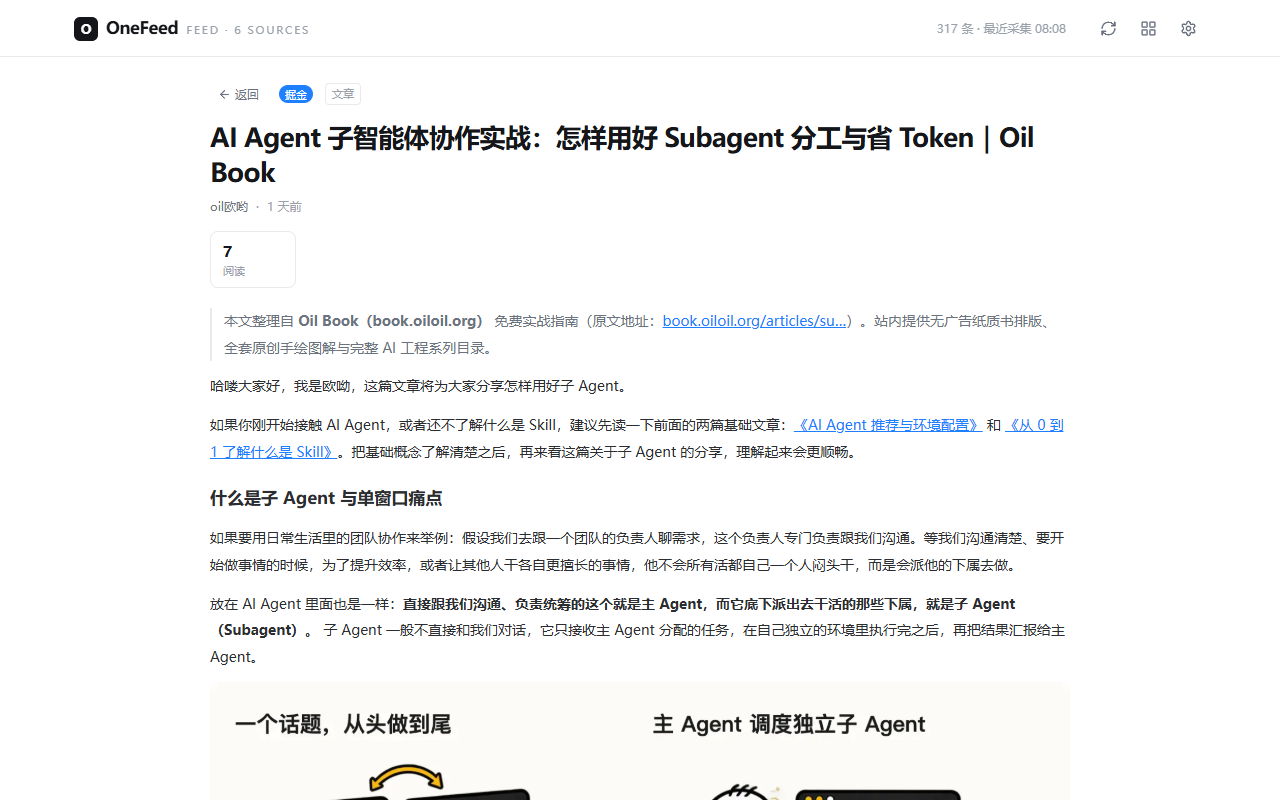 O OneFeed FEED · 6 SOURCES 317 条 · 最近采集 08:08
← 返回 掘金 文章
AI Agent 子智能体协作实战：怎样用好 Subagent 分工与省 Token｜Oil
Book
oil欧哟 · 1 天前
7
阅读
本文整理自 Oil Book（book.oiloil.org） 免费实战指南（原文地址：book.oiloil.org/articles/su...）。站内提供无广告纸质书排版、
全套原创手绘图解与完整 AI 工程系列目录。
哈喽大家好，我是欧呦，这篇文章将为大家分享怎样用好子 Agent。
如果你刚开始接触 AI Agent，或者还不了解什么是 Skill，建议先读一下前面的两篇基础文章：《AI Agent 推荐与环境配置》 和 《从 0 到
1 了解什么是 Skill》。把基础概念了解清楚之后，再来看这篇关于子 Agent 的分享，理解起来会更顺畅。
什么是子 Agent 与单窗口痛点
如果要用日常生活里的团队协作来举例：假设我们去跟一个团队的负责人聊需求，这个负责人专门负责跟我们沟通。等我们沟通清楚、要开
始做事情的时候，为了提升效率，或者让其他人干各自更擅长的事情，他不会所有活都自己一个人闷头干，而是会派他的下属去做。
放在 AI Agent 里面也是一样：直接跟我们沟通、负责统筹的这个就是主 Agent，而它底下派出去干活的那些下属，就是子 Agent
（Subagent）。 子 Agent 一般不直接和我们对话，它只接收主 Agent 分配的任务，在自己独立的环境里执行完之后，再把结果汇报给主
Agent。
一个话题，从头做到尾 主 Agent 调度独立子 Agent